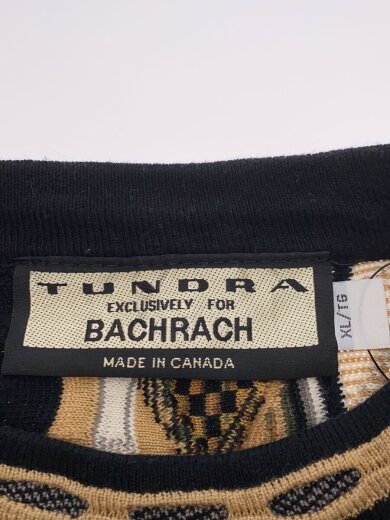 TUNDRA
EXCLUSIVELY FOR
BACHRACH
MADE IN CANADA
XL/TG